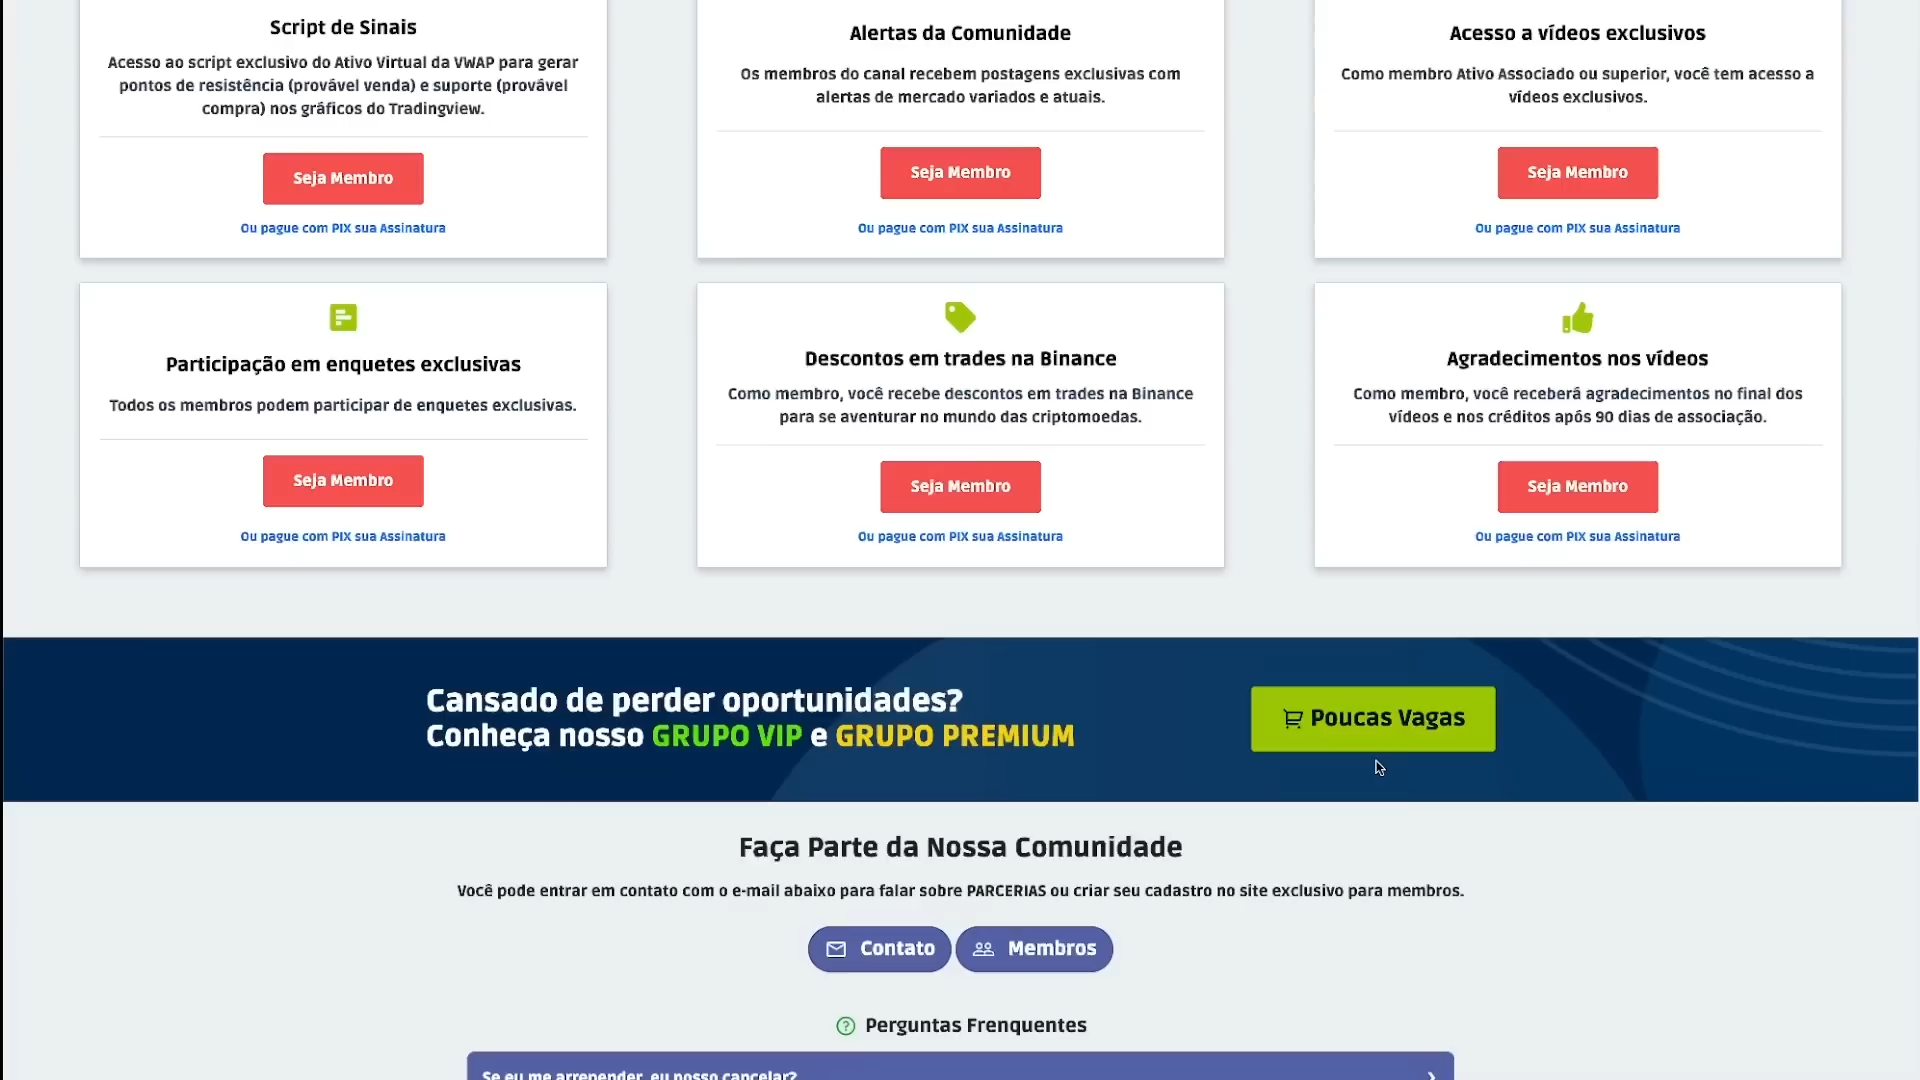 Script de Sinais
Acesso ao script exclusivo do Ativo Virtual da VWAP para gerar
pontos de resistência (provável venda) e suporte (provável
compra) nos gráficos do Tradingview.
Seja Membro
Ou pague com PIX sua Assinatura
Alertas da Comunidade
Os membros do canal recebem postagens exclusivas com
alertas de mercado variados e atuais.
Seja Membro
Ou pague com PIX sua Assinatura
Acesso a vídeos exclusivos
Como membro Ativo Associado ou superior, você tem acesso a
vídeos exclusivos.
Seja Membro
Ou pague com PIX sua Assinatura
Participação em enquetes exclusivas
Todos os membros podem participar de enquetes exclusivas.
Seja Membro
Ou pague com PIX sua Assinatura
Descontos em trades na Binance
Como membro, você recebe descontos em trades na Binance
para se aventurar no mundo das criptomoedas.
Seja Membro
Ou pague com PIX sua Assinatura
Agradecimentos nos vídeos
Como membro, você receberá agradecimentos no final dos
vídeos e nos créditos após 90 dias de associação.
Seja Membro
Ou pague com PIX sua Assinatura
Cansado de perder oportunidades?
Conheça nosso GRUPO VIP e GRUPO PREMIUM
Poucas Vagas
Faça Parte da Nossa Comunidade
Você pode entrar em contato com o e-mail abaixo para falar sobre PARCERIAS ou criar seu cadastro no site exclusivo para membros.
Contato
Membros
Perguntas Frenquentes
Se eu me arrepender, eu posso cancelar?